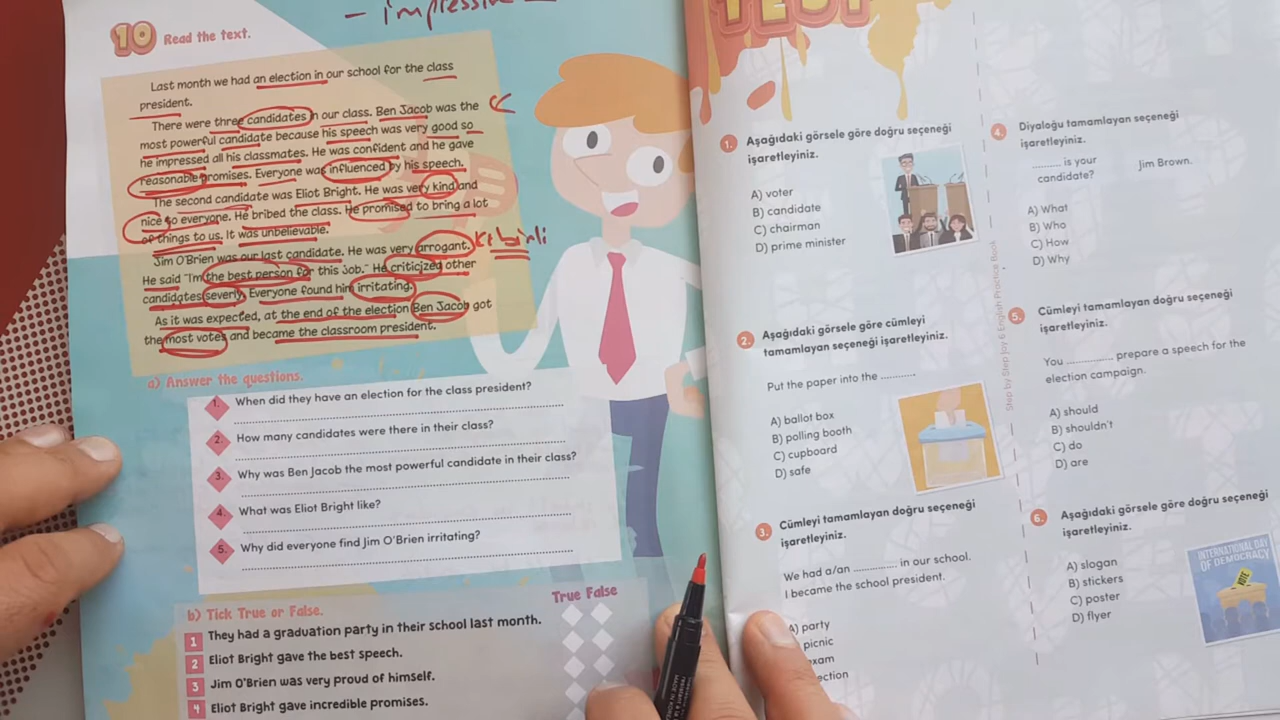 - impressive -
10 Read the text.
Last month we had an election in our school for the class
president.
There were three candidates in our class. Ben Jacob was the
most powerful candidate because his speech was very good so
he impressed all his classmates. He was confident and he gave
reasonable promises. Everyone was influenced by his speech.
The second candidate was Eliot Bright. He was very kind and
nice to everyone. He bribed the class. He promised to bring a lot
of things to us. It was unbelievable.
Jim O'Brien was our last candidate. He was very arrogant.
Kibirli
He said "I'm the best person for this job." He criticized other
candidates severly. Everyone found him irritating.
As it was expected, at the end of the election Ben Jacob got
the most votes and became the classroom president.
a) Answer the questions.
1. When did they have an election for the class president?
2. How many candidates were there in their class?
3. Why was Ben Jacob the most powerful candidate in their class?
4. What was Eliot Bright like?
5. Why did everyone find Jim O'Brien irritating?
b) Tick True or False.
True False
1 They had a graduation party in their school last month.
2 Eliot Bright gave the best speech.
3 Jim O'Brien was very proud of himself.
4 Eliot Bright gave incredible promises.
TEST
1. Aşağıdaki görsele göre doğru seçeneği
işaretleyiniz.
A) voter
B) candidate
C) chairman
D) prime minister
2. Aşağıdaki görsele göre cümleyi
tamamlayan seçeneği işaretleyiniz.
Put the paper into the ..........
A) ballot box
B) polling booth
C) cupboard
D) safe
3. Cümleyi tamamlayan doğru seçeneği
işaretleyiniz.
We had a/an ............. in our school.
I became the school president.
A) party
picnic
exam
ection
Step by Step Joy 6 English Practice Book
4. Diyaloğu tamamlayan seçeneği
işaretleyiniz.
.......... is your
candidate?
Jim Brown.
A) What
B) Who
C) How
D) Why
5. Cümleyi tamamlayan doğru seçeneği
işaretleyiniz.
You .............. prepare a speech for the
election campaign.
A) should
B) shouldn't
C) do
D) are
6. Aşağıdaki görsele göre doğru seçeneği
işaretleyiniz.
A) slogan
B) stickers
C) poster
D) flyer
INTERNATIONAL DAY
OF DEMOCRACY
VOTE